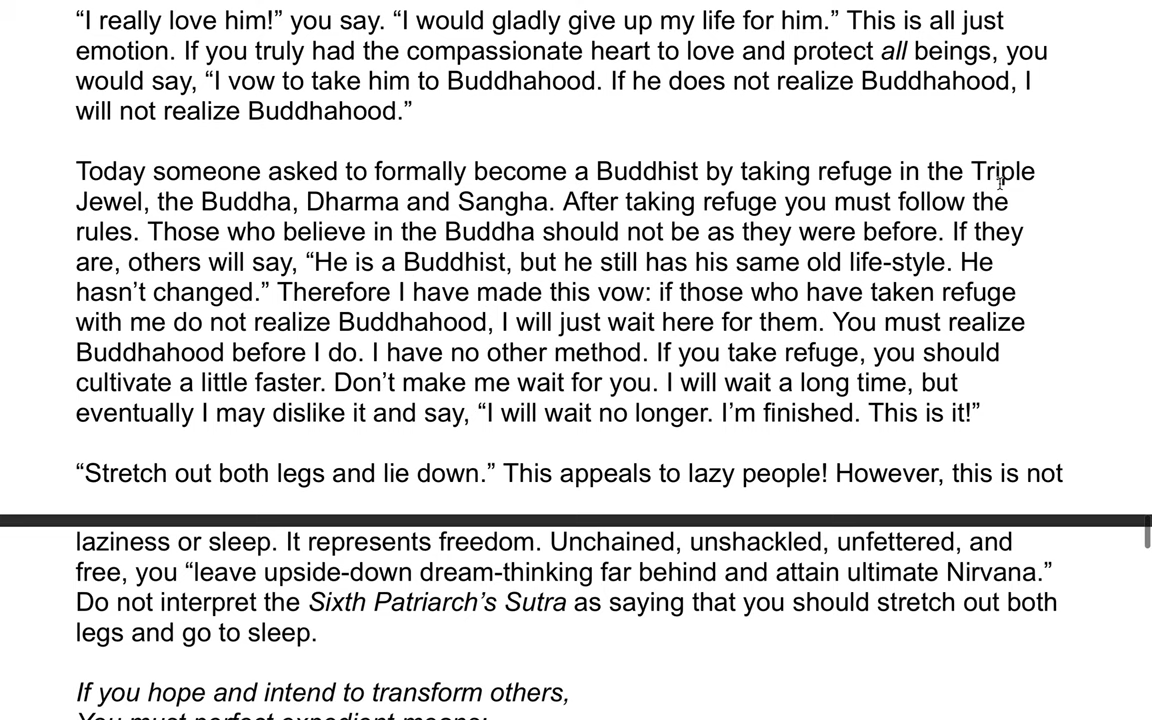 “I really love him!” you say. “I would gladly give up my life for him.” This is all just
emotion. If you truly had the compassionate heart to love and protect all beings, you
would say, “I vow to take him to Buddhahood. If he does not realize Buddhahood, I
will not realize Buddhahood.”
Today someone asked to formally become a Buddhist by taking refuge in the Triple
Jewel, the Buddha, Dharma and Sangha. After taking refuge you must follow the
rules. Those who believe in the Buddha should not be as they were before. If they
are, others will say, “He is a Buddhist, but he still has his same old life-style. He
hasn’t changed.” Therefore I have made this vow: if those who have taken refuge
with me do not realize Buddhahood, I will just wait here for them. You must realize
Buddhahood before I do. I have no other method. If you take refuge, you should
cultivate a little faster. Don’t make me wait for you. I will wait a long time, but
eventually I may dislike it and say, “I will wait no longer. I’m finished. This is it!”
“Stretch out both legs and lie down.” This appeals to lazy people! However, this is not
laziness or sleep. It represents freedom. Unchained, unshackled, unfettered, and
free, you “leave upside-down dream-thinking far behind and attain ultimate Nirvana.”
Do not interpret the Sixth Patriarch’s Sutra as saying that you should stretch out both
legs and go to sleep.
If you hope and intend to transform others,
You must perfect expedient means;